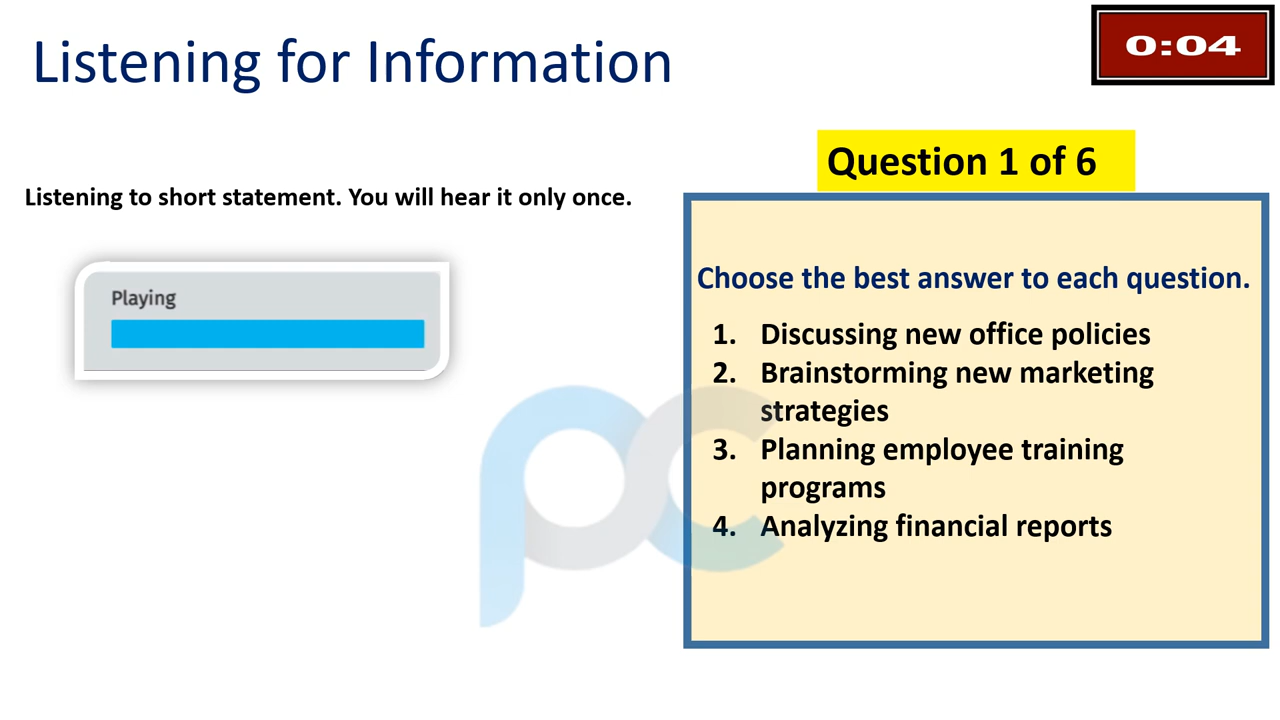 Listening for Information
0:04
Question 1 of 6
Listening to short statement. You will hear it only once.
Playing
Choose the best answer to each question.
1. Discussing new office policies
2. Brainstorming new marketing
strategies
3. Planning employee training
programs
4. Analyzing financial reports
pc